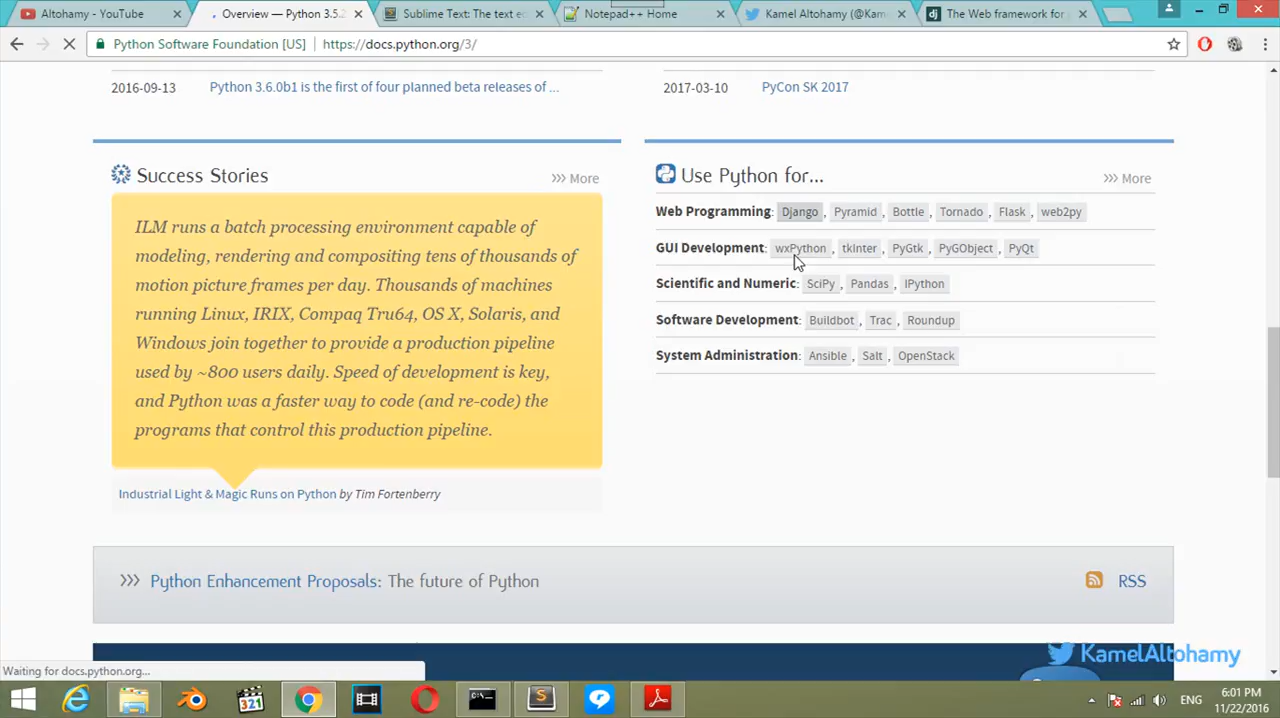 Altohamy - YouTube
Overview — Python 3.5.2
Sublime Text: The text ed
Notepad++ Home
Kamel Altohamy (@Kame
The Web framework for
Python Software Foundation [US]
https://docs.python.org/3/
2016-09-13
Python 3.6.0b1 is the first of four planned beta releases of ...
2017-03-10
PyCon SK 2017
Success Stories
>>> More
ILM runs a batch processing environment capable of
modeling, rendering and compositing tens of thousands of
motion picture frames per day. Thousands of machines
running Linux, IRIX, Compaq Tru64, OS X, Solaris, and
Windows join together to provide a production pipeline
used by ~800 users daily. Speed of development is key,
and Python was a faster way to code (and re-code) the
programs that control this production pipeline.
Industrial Light & Magic Runs on Python by Tim Fortenberry
Use Python for...
>>> More
Web Programming: Django, Pyramid, Bottle, Tornado, Flask, web2py
GUI Development: wxPython, tkInter, PyGtk, PyGObject, PyQt
Scientific and Numeric: SciPy, Pandas, IPython
Software Development: Buildbot, Trac, Roundup
System Administration: Ansible, Salt, OpenStack
>>> Python Enhancement Proposals: The future of Python
RSS
Waiting for docs.python.org...
KamelAltohamy
321
ENG
6:01 PM
11/22/2016